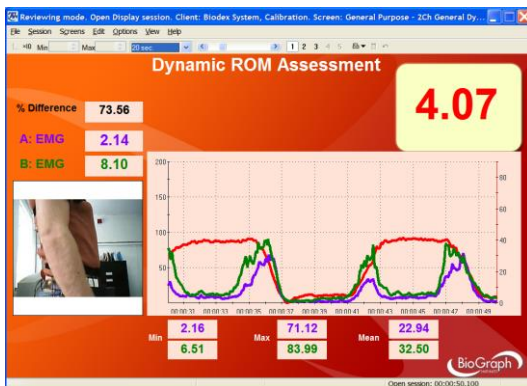 Reviewing mode. Open Display session. Client: Biodex System, Calibration. Screen: General Purpose - 2Ch General Dy...
File Session Screens Edit Options View Help
Min Max 20 sec 1 2 3 4 5
Dynamic ROM Assessment
4.07
% Difference 73.56
A: EMG 2.14
B: EMG 8.10
200
150
100
50
80
60
40
20
0
00:00:31 00:00:33 00:00:35 00:00:37 00:00:39 00:00:41 00:00:43 00:00:45 00:00:47 00:00:49
Min 2.16 Max 71.12 Mean 22.94
6.51 83.99 32.50
BioGraph
Open session: 00:00:50.100